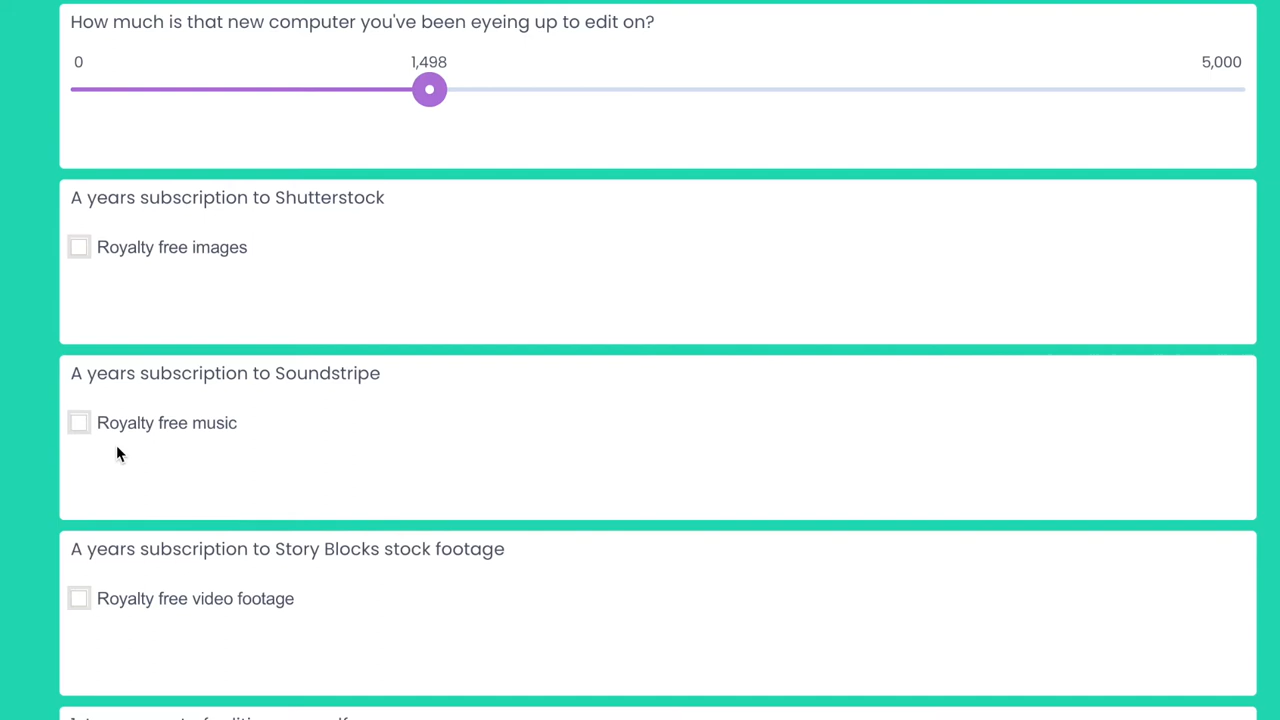 How much is that new computer you've been eyeing up to edit on?
0 1,498 5,000
A years subscription to Shutterstock
Royalty free images
A years subscription to Soundstripe
Royalty free music
A years subscription to Story Blocks stock footage
Royalty free video footage